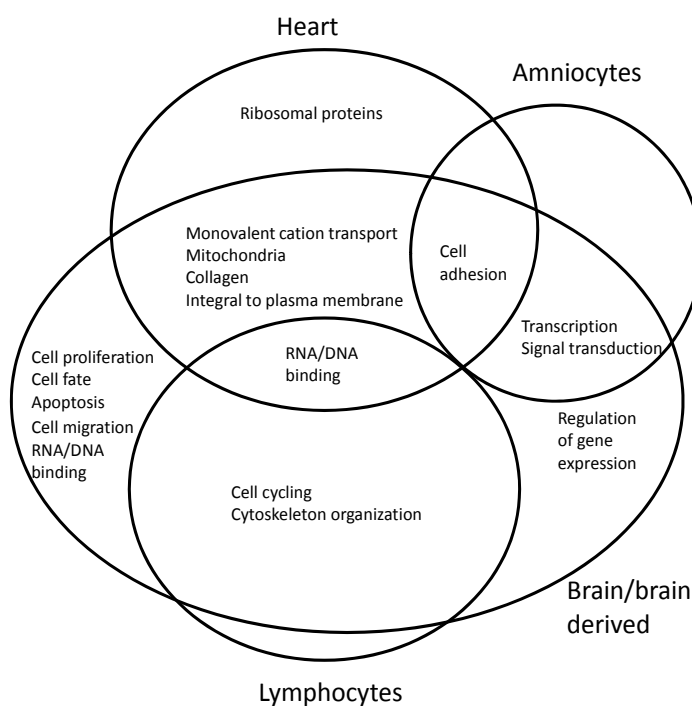 Heart
Amniocytes
Ribosomal proteins
Monovalent cation transport
Mitochondria
Collagen
Integral to plasma membrane
Cell
adhesion
Transcription
Signal transduction
Cell proliferation
Cell fate
Apoptosis
Cell migration
RNA/DNA
binding
RNA/DNA
binding
Regulation
of gene
expression
Cell cycling
Cytoskeleton organization
Brain/brain
derived
Lymphocytes